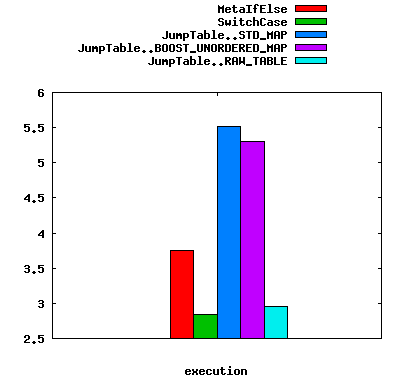 MetaIfElse
SwitchCase
JumpTable..STD_MAP
JumpTable..BOOST_UNORDERED_MAP
JumpTable..RAW_TABLE
6
5.5
5
4.5
4
3.5
3
2.5
execution